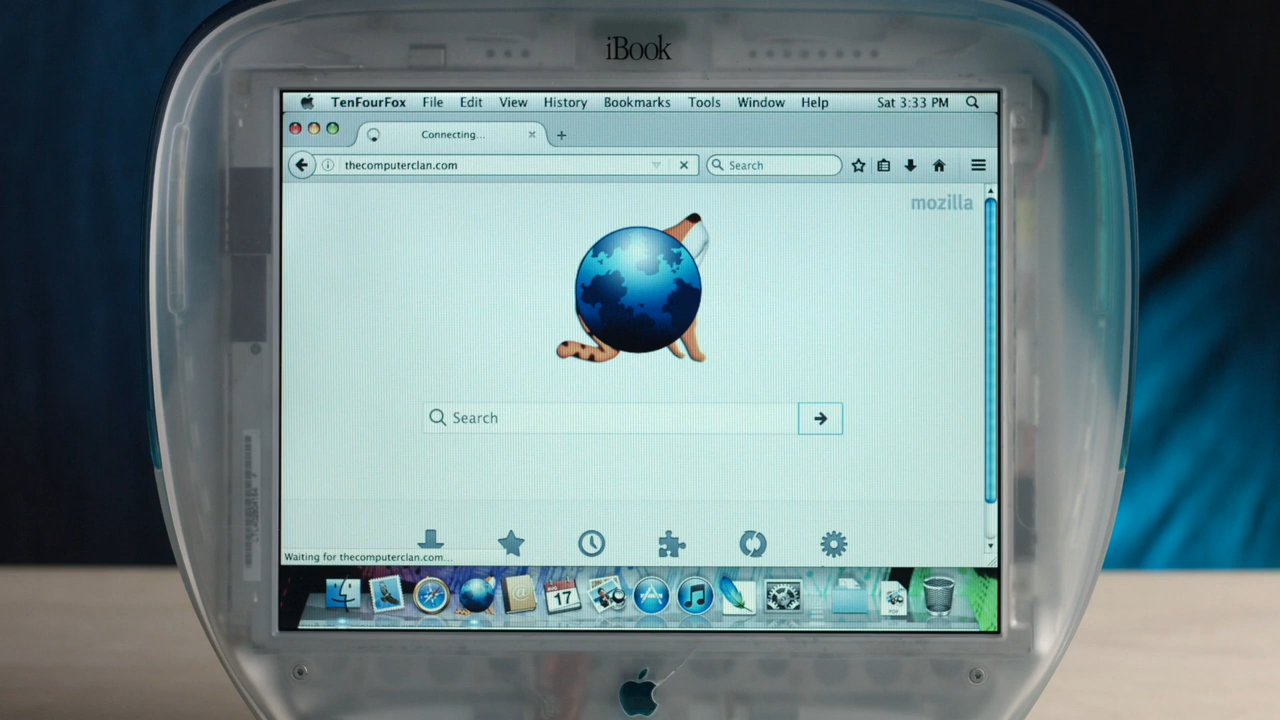 iBook
TenFourFox File Edit View History Bookmarks Tools Window Help Sat 3:33 PM
Connecting...
thecomputerclan.com
Search
mozilla
Search
Waiting for thecomputerclan.com...
17